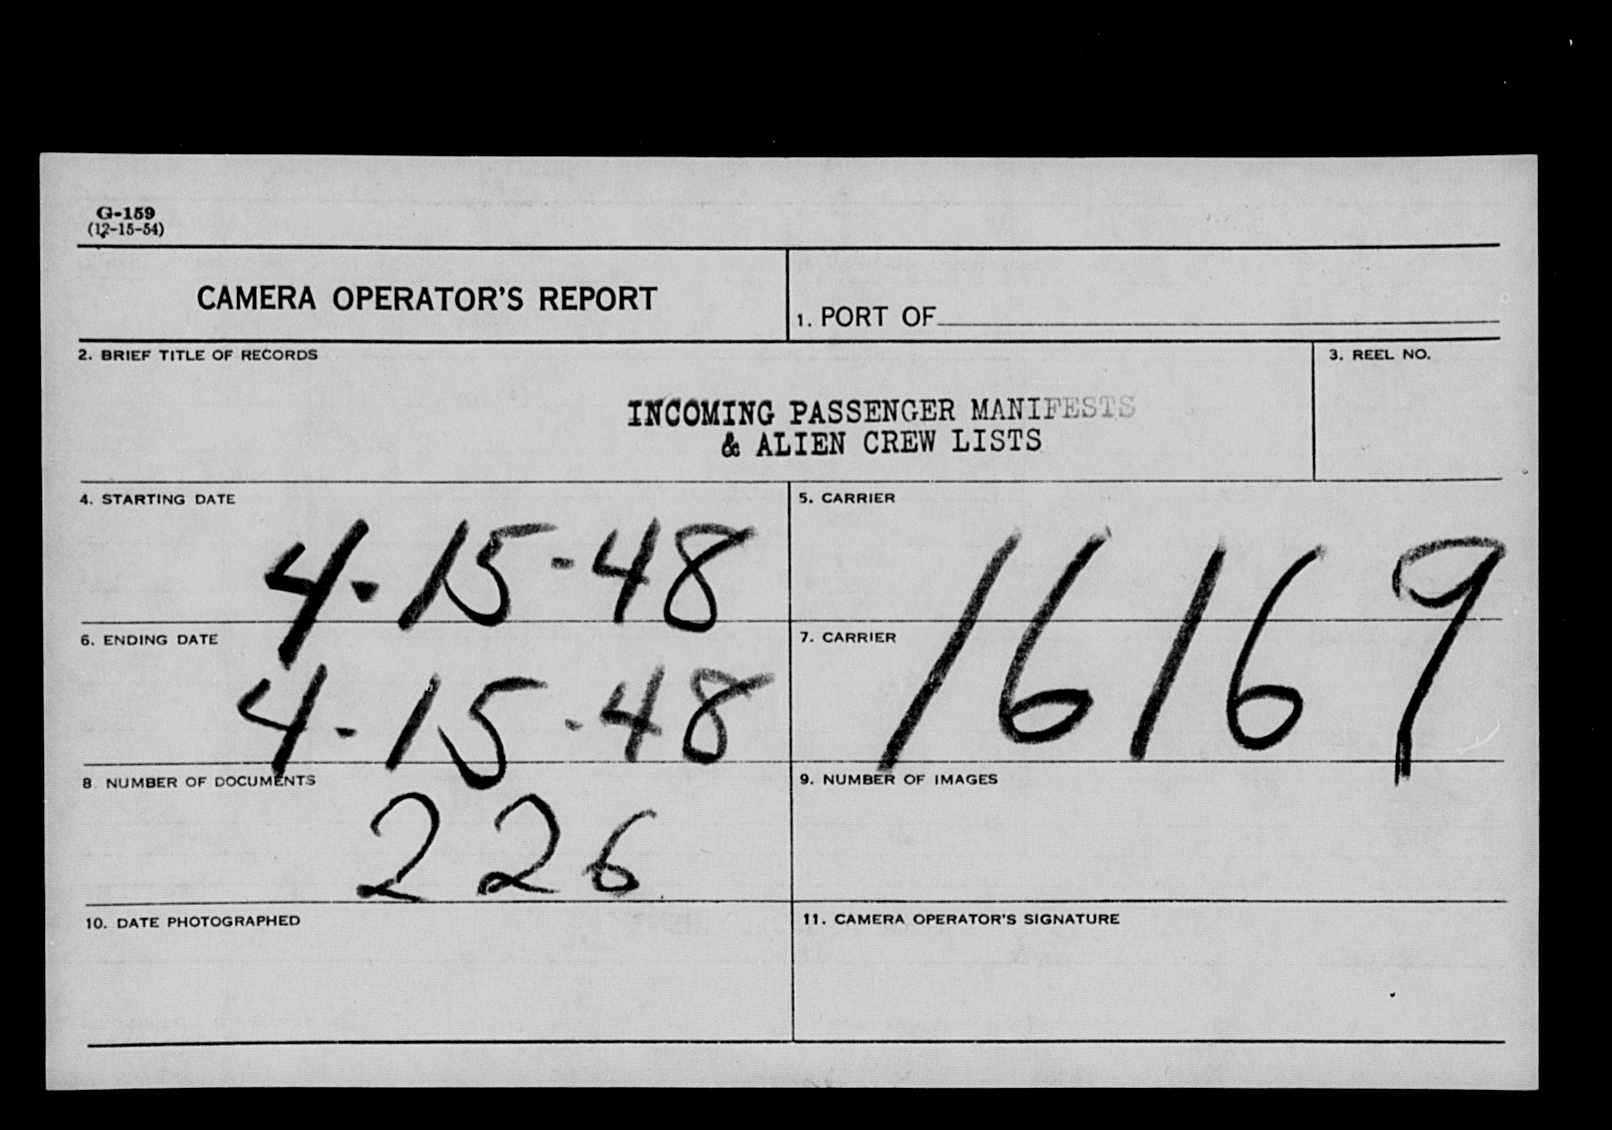 G-159
(12-15-54)
CAMERA OPERATOR'S REPORT
1. PORT OF
2. BRIEF TITLE OF RECORDS
3. REEL NO.
INCOMING PASSENGER MANIFESTS
& ALIEN CREW LISTS
4. STARTING DATE
4-15-48
5. CARRIER
16169
6. ENDING DATE
4-15-48
7. CARRIER
8. NUMBER OF DOCUMENTS
226
9. NUMBER OF IMAGES
10. DATE PHOTOGRAPHED
11. CAMERA OPERATOR'S SIGNATURE